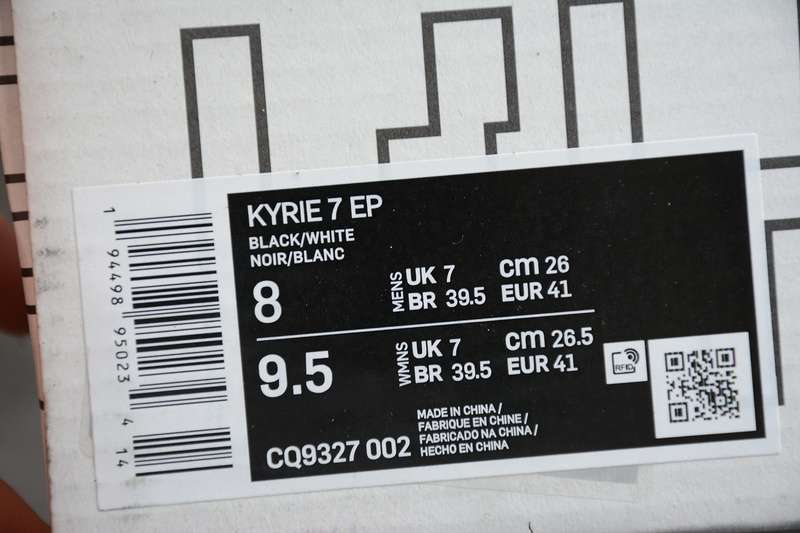 KYRIE 7 EP
BLACK/WHITE
NOIR/BLANC
8
MENS
UK 7
cm 26
BR 39.5
EUR 41
9.5
WMNS
UK 7
cm 26.5
BR 39.5
EUR 41
RFID
CQ9327 002
MADE IN CHINA /
FABRIQUE EN CHINE /
FABRICADO NA CHINA /
HECHO EN CHINA
1 94498 95023 4 14